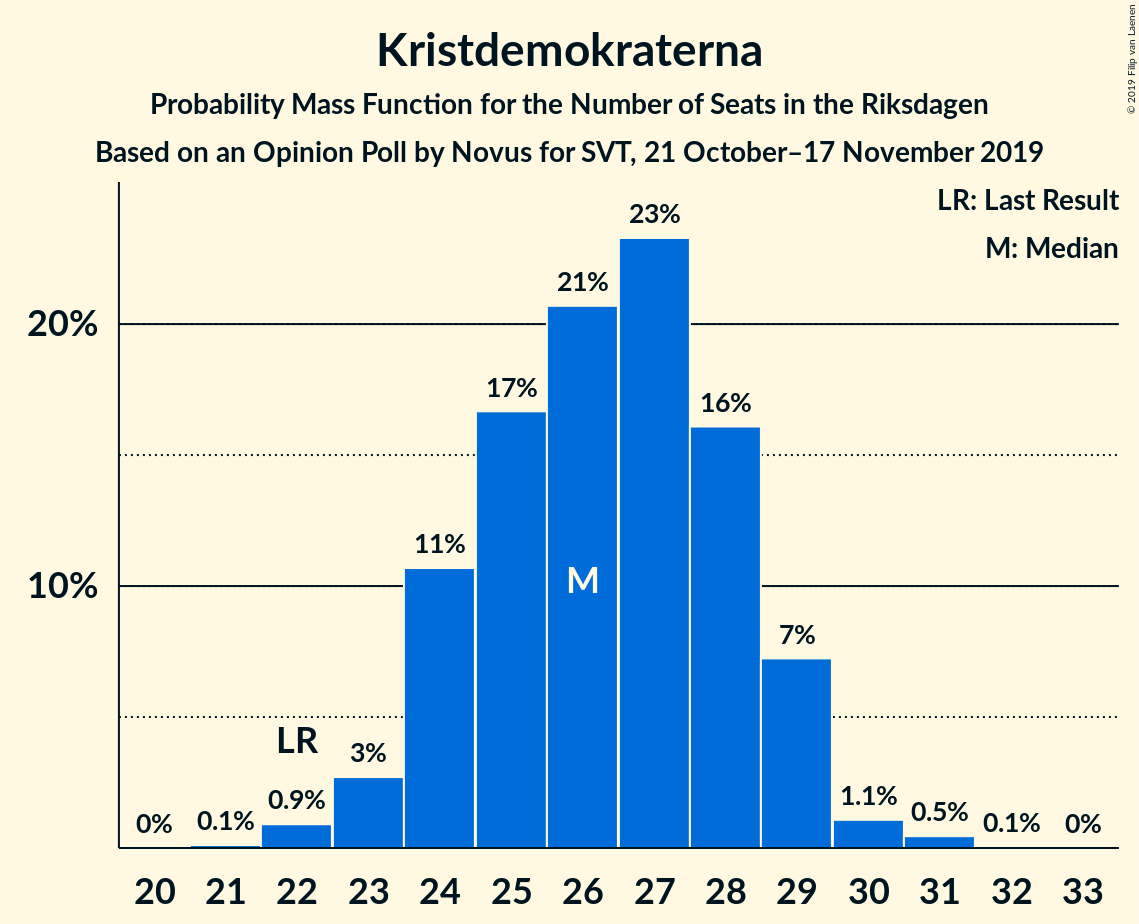 Kristdemokraterna
Probability Mass Function for the Number of Seats in the Riksdagen
Based on an Opinion Poll by Novus for SVT, 21 October–17 November 2019
© 2019 Filip van Laenen
LR: Last Result
M: Median
20%
10%
0%
0.1%
0.9%
LR
3%
11%
17%
21%
M
23%
16%
7%
1.1%
0.5%
0.1%
0%
20 21 22 23 24 25 26 27 28 29 30 31 32 33